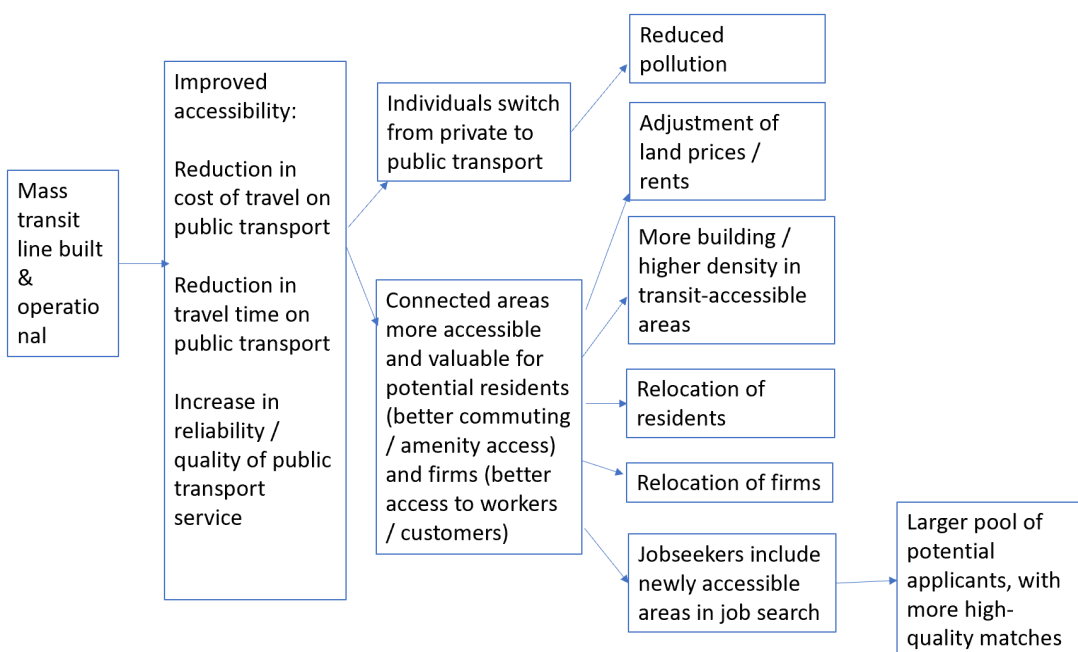 Mass
transit
line built
&
operatio
nal
Improved
accessibility:
Reduction in
cost of travel on
public transport
Reduction in
travel time on
public transport
Increase in
reliability /
quality of public
transport
service
Individuals switch
from private to
public transport
Connected areas
more accessible
and valuable for
potential residents
(better commuting
/ amenity access)
and firms (better
access to workers
/ customers)
Reduced
pollution
Adjustment of
land prices /
rents
More building /
higher density in
transit-accessible
areas
Relocation of
residents
Relocation of firms
Jobseekers include
newly accessible
areas in job search
Larger pool of
potential
applicants, with
more high-
quality matches